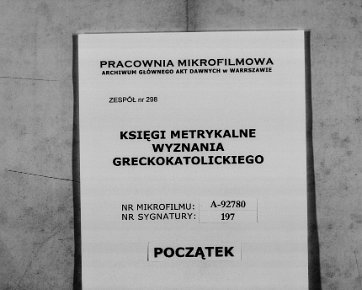 PRACOWNIA MIKROFILMOWA
ARCHIWUM GŁÓWNEGO AKT DAWNYCH w WARRSZAWIE
ZESPÓŁ nr 298
KSIĘGI METRYKALNE
WYZNANIA
GRECKOKATOLICKIEGO
NR MIKROFILMU: A-92780
NR SYGNATURY: 197
POCZĄTEK